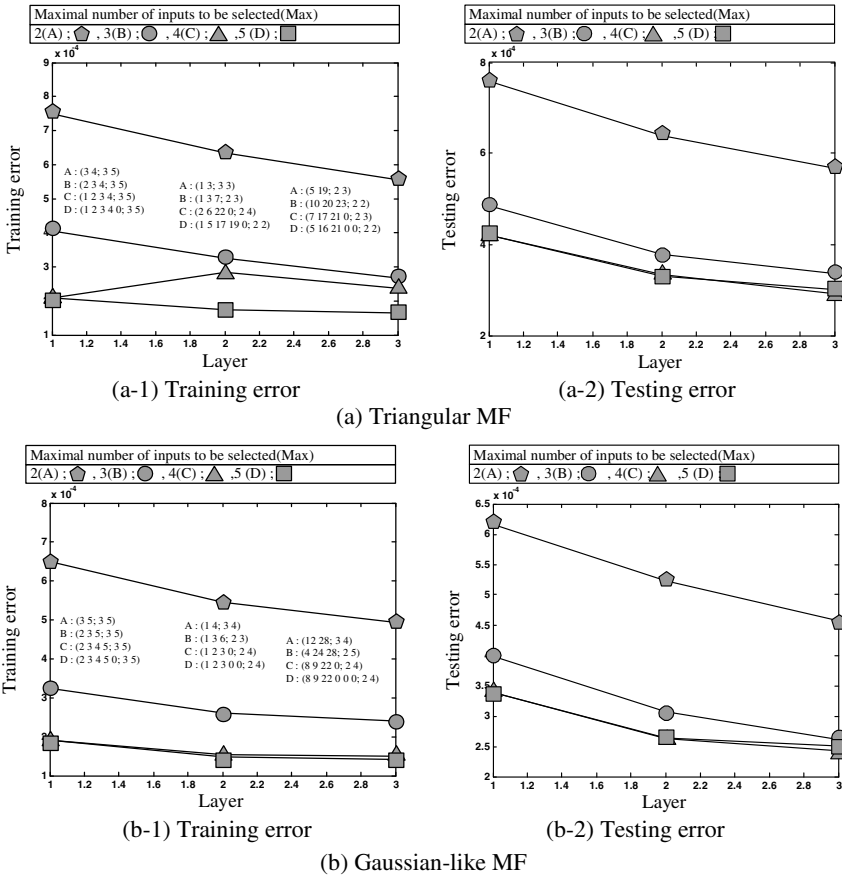 Maximal number of inputs to be selected(Max)
2(A) ; , 3(B) ; , 4(C) ; ,5 (D) ;
x 10-4
9
8
7
6
5
4
3
2
1
Training error
A : (3 4; 3 5)
B : (2 3 4; 3 5)
C : (1 2 3 4; 3 5)
D : (1 2 3 4 0; 3 5)
A : (1 3; 3 3)
B : (1 3 7; 2 3)
C : (2 6 22 0; 2 4)
D : (1 5 17 19 0; 2 2)
A : (5 19; 2 3)
B : (10 20 23; 2 2)
C : (7 17 21 0; 2 3)
D : (5 16 21 0 0; 2 2)
1 1.2 1.4 1.6 1.8 2.0 2.2 2.4 2.6 2.8 3
Layer
(a-1) Training error
Maximal number of inputs to be selected(Max)
2(A) ; , 3(B) ; , 4(C) ; ,5 (D) ;
x 104
8
6
4
2
Testing error
1 1.2 1.4 1.6 1.8 2.0 2.2 2.4 2.6 2.8 3
Layer
(a-2) Testing error
(a) Triangular MF
Maximal number of inputs to be selected(Max)
2(A) ; , 3(B) ; , 4(C) ; ,5 (D) ;
x 10-4
8
7
6
5
4
3
2
1
Training error
A : (3 5; 3 5)
B : (2 3 5; 3 5)
C : (2 3 4 5; 3 5)
D : (2 3 4 5 0; 3 5)
A : (1 4; 3 4)
B : (1 3 6; 2 3)
C : (1 2 3 0; 2 4)
D : (1 2 3 0 0; 2 4)
A : (12 28; 3 4)
B : (4 24 28; 2 5)
C : (8 9 22 0; 2 4)
D : (8 9 22 0 0 0; 2 4)
1 1.2 1.4 1.6 1.8 2.0 2.2 2.4 2.6 2.8 3
Layer
(b-1) Training error
Maximal number of inputs to be selected(Max)
2(A) ; , 3(B) ; , 4(C) ; ,5 (D) ;
x 10-4
6.5
6
5.5
5
4.5
4
3.5
3
2.5
2
Testing error
1 1.2 1.4 1.6 1.8 2.0 2.2 2.4 2.6 2.8 3
Layer
(b-2) Testing error
(b) Gaussian-like MF